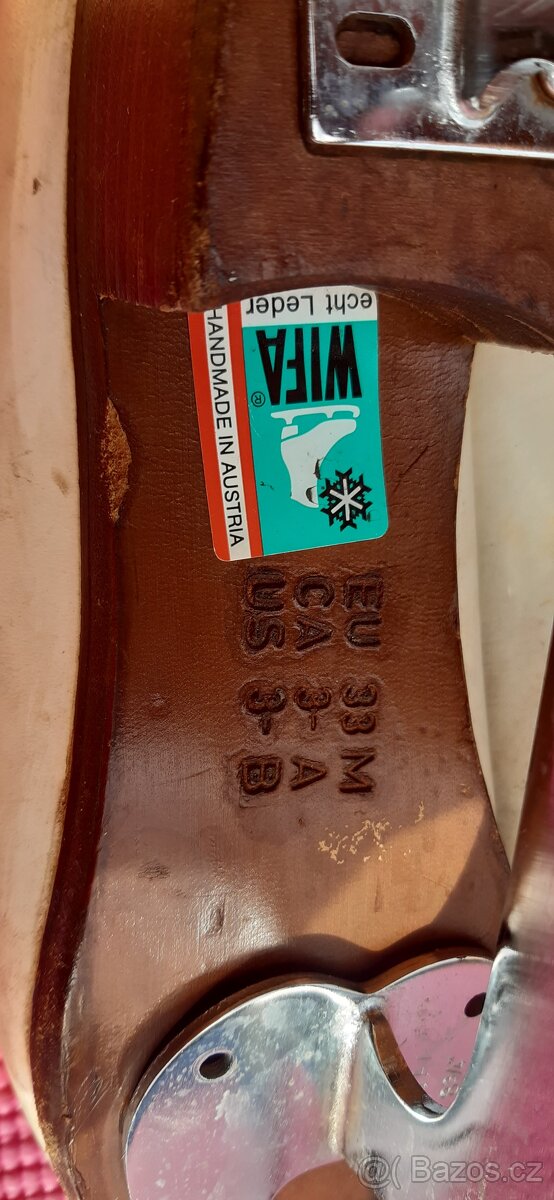 echt Leder
WIFA
®
HANDMADE IN AUSTRIA
EU 33 M
CA 3- A
US 3- B
Bazos.cz